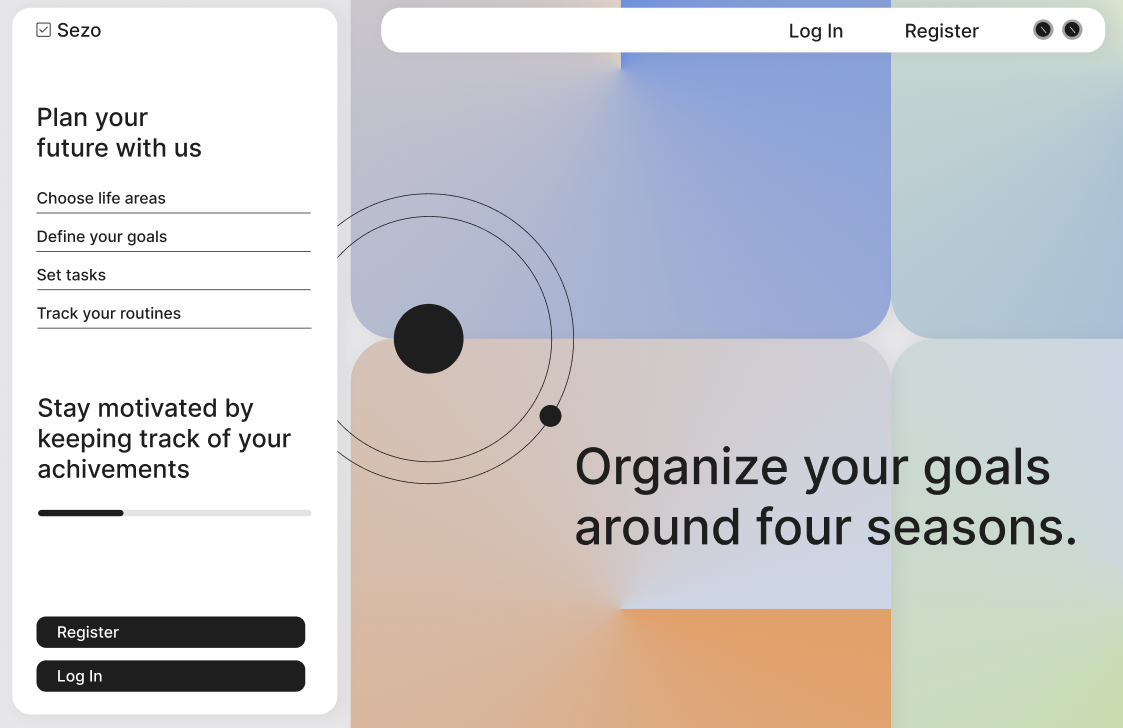 Sezo
Plan your
future with us
Choose life areas
Define your goals
Set tasks
Track your routines
Stay motivated by
keeping track of your
achivements
Register
Log In
Log In
Register
Organize your goals
around four seasons.